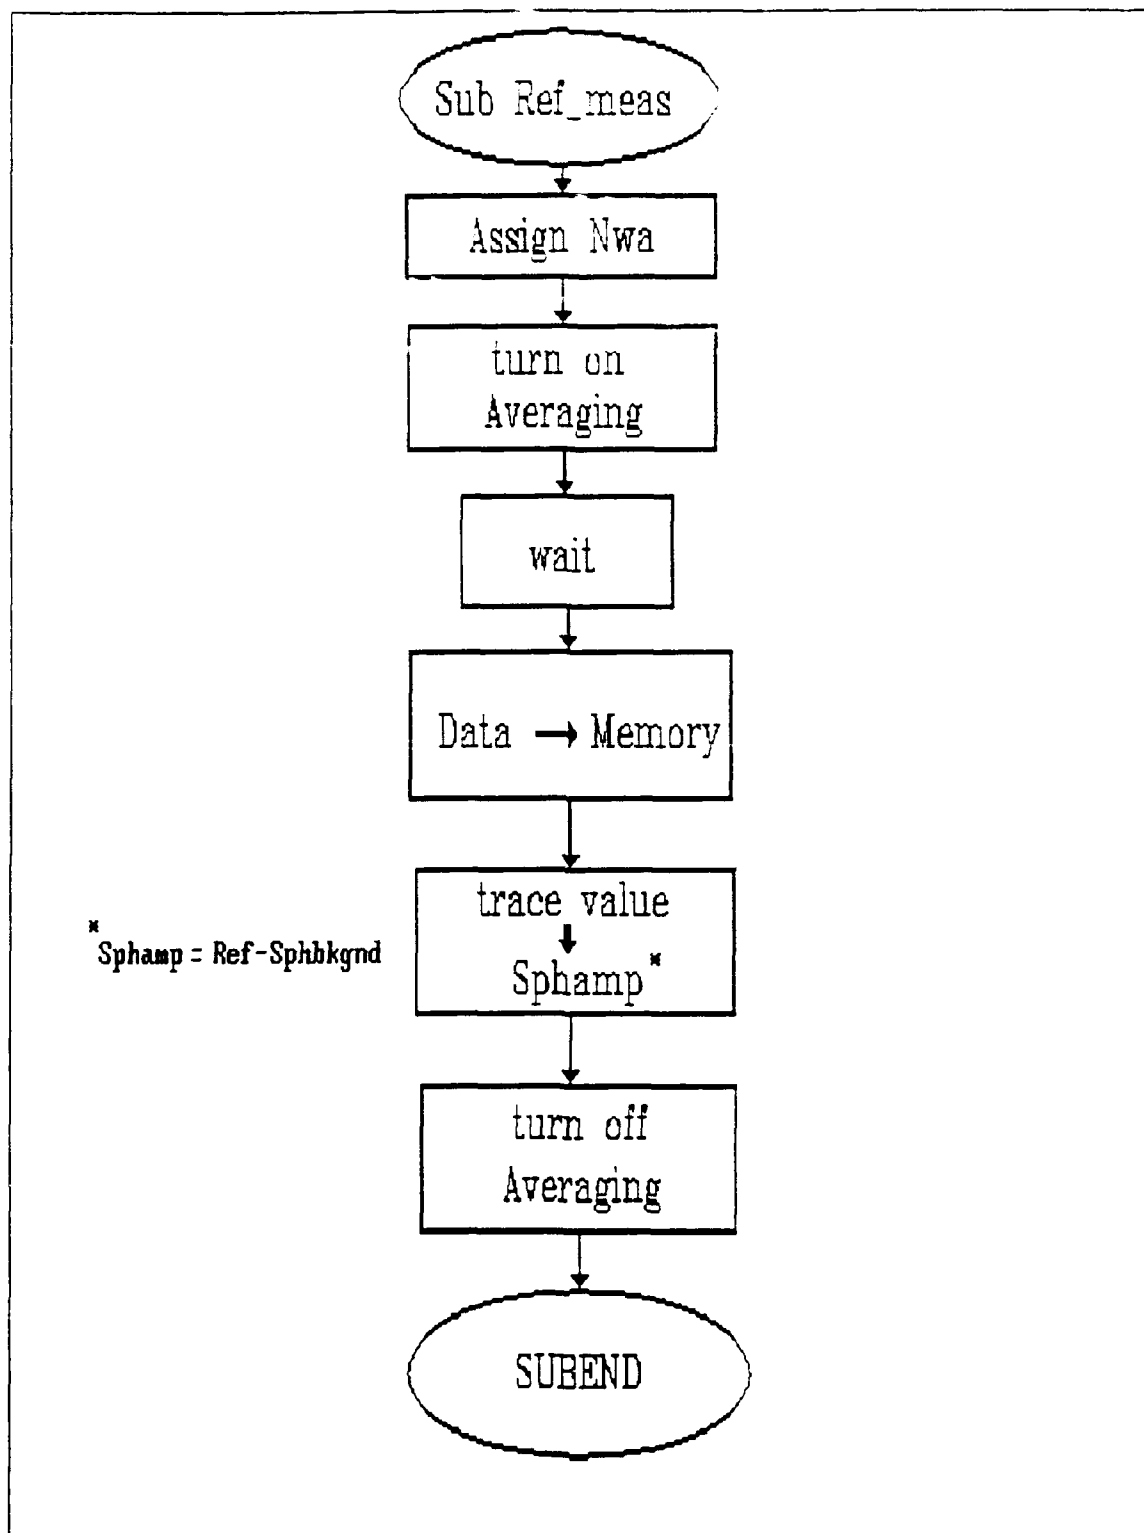 Sub Ref_meas
Assign Nwa
turn on
Averaging
wait
Data → Memory
trace value
↓
Sphamp*
*Sphamp = Ref-Sphbkgnd
turn off
Averaging
SUBEND